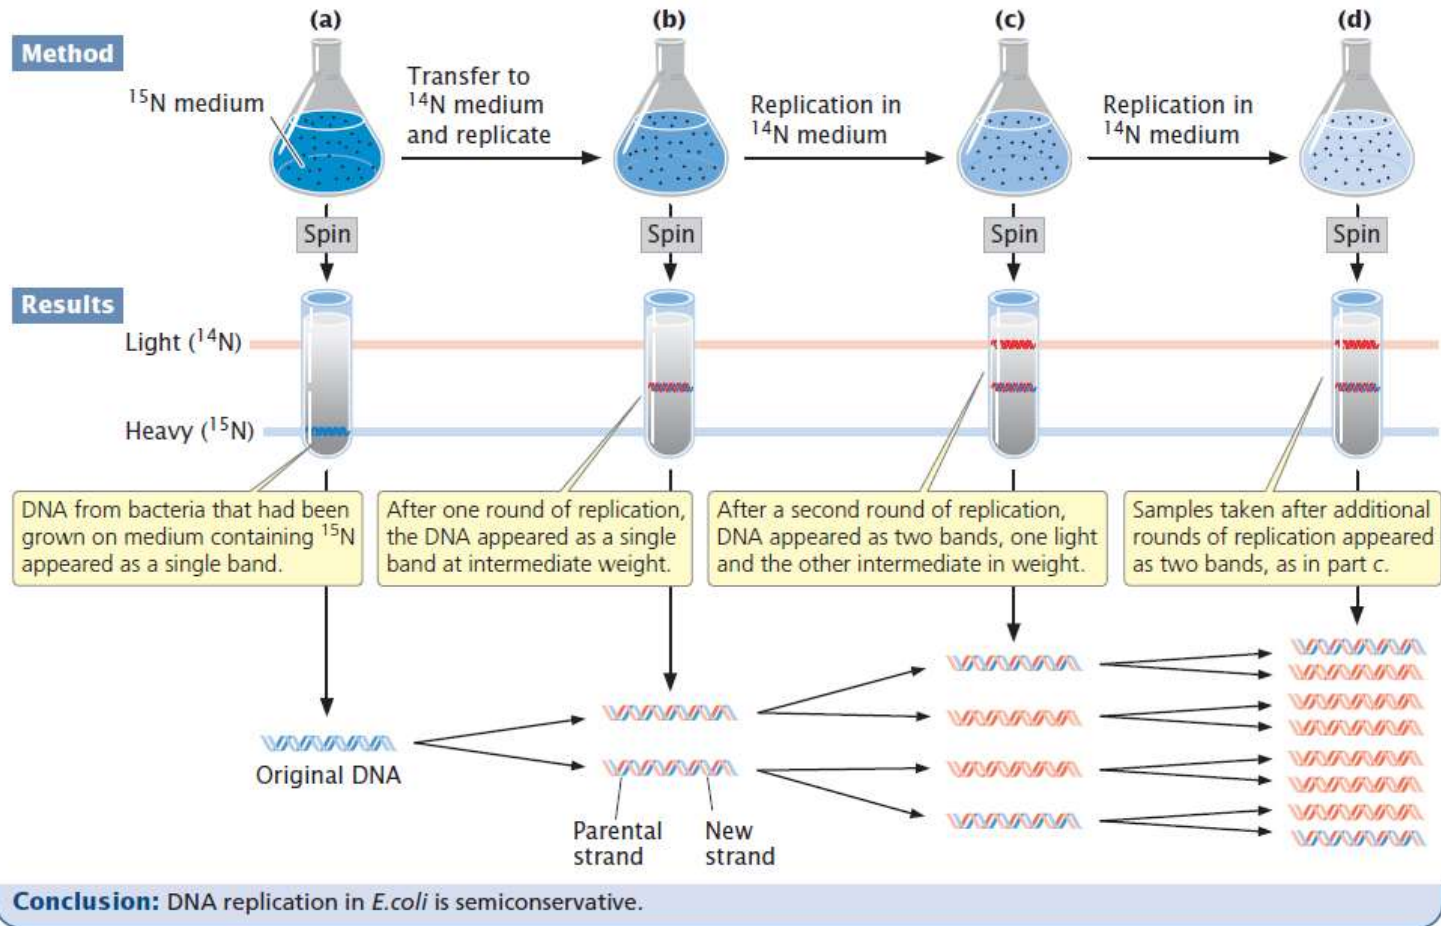 (a)
(b)
(c)
(d)
Method
¹⁵N medium
Transfer to
¹⁴N medium
and replicate
Replication in
¹⁴N medium
Replication in
¹⁴N medium
Spin
Spin
Spin
Spin
Results
Light (¹⁴N)
Heavy (¹⁵N)
DNA from bacteria that had been
grown on medium containing ¹⁵N
appeared as a single band.
After one round of replication,
the DNA appeared as a single
band at intermediate weight.
After a second round of replication,
DNA appeared as two bands, one light
and the other intermediate in weight.
Samples taken after additional
rounds of replication appeared
as two bands, as in part c.
Original DNA
Parental
strand
New
strand
Conclusion: DNA replication in E.coli is semiconservative.